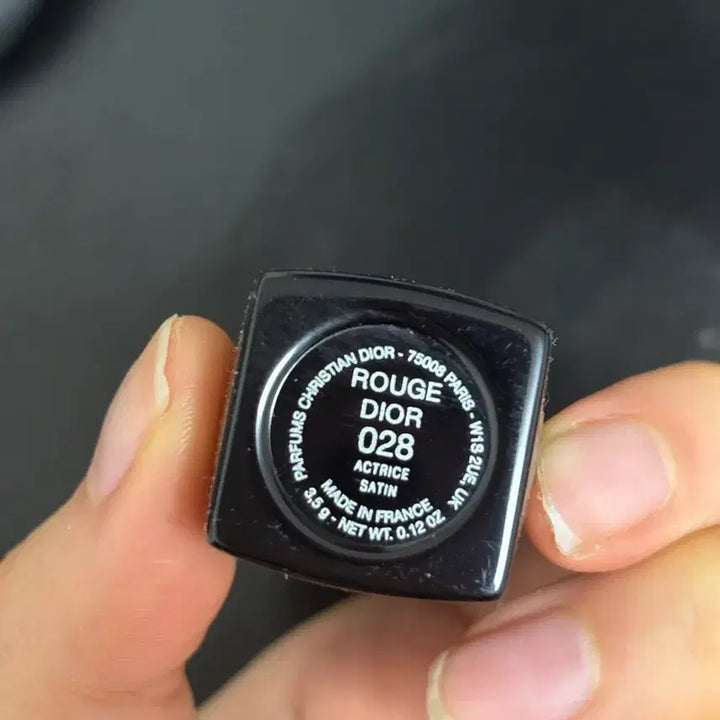 PARFUMS CHRISTIAN DIOR - 75008 PARIS - W1S 2UE, UK
ROUGE
DIOR
028
ACTRICE
SATIN
MADE IN FRANCE
3,5 g - NET WT. 0.12 OZ